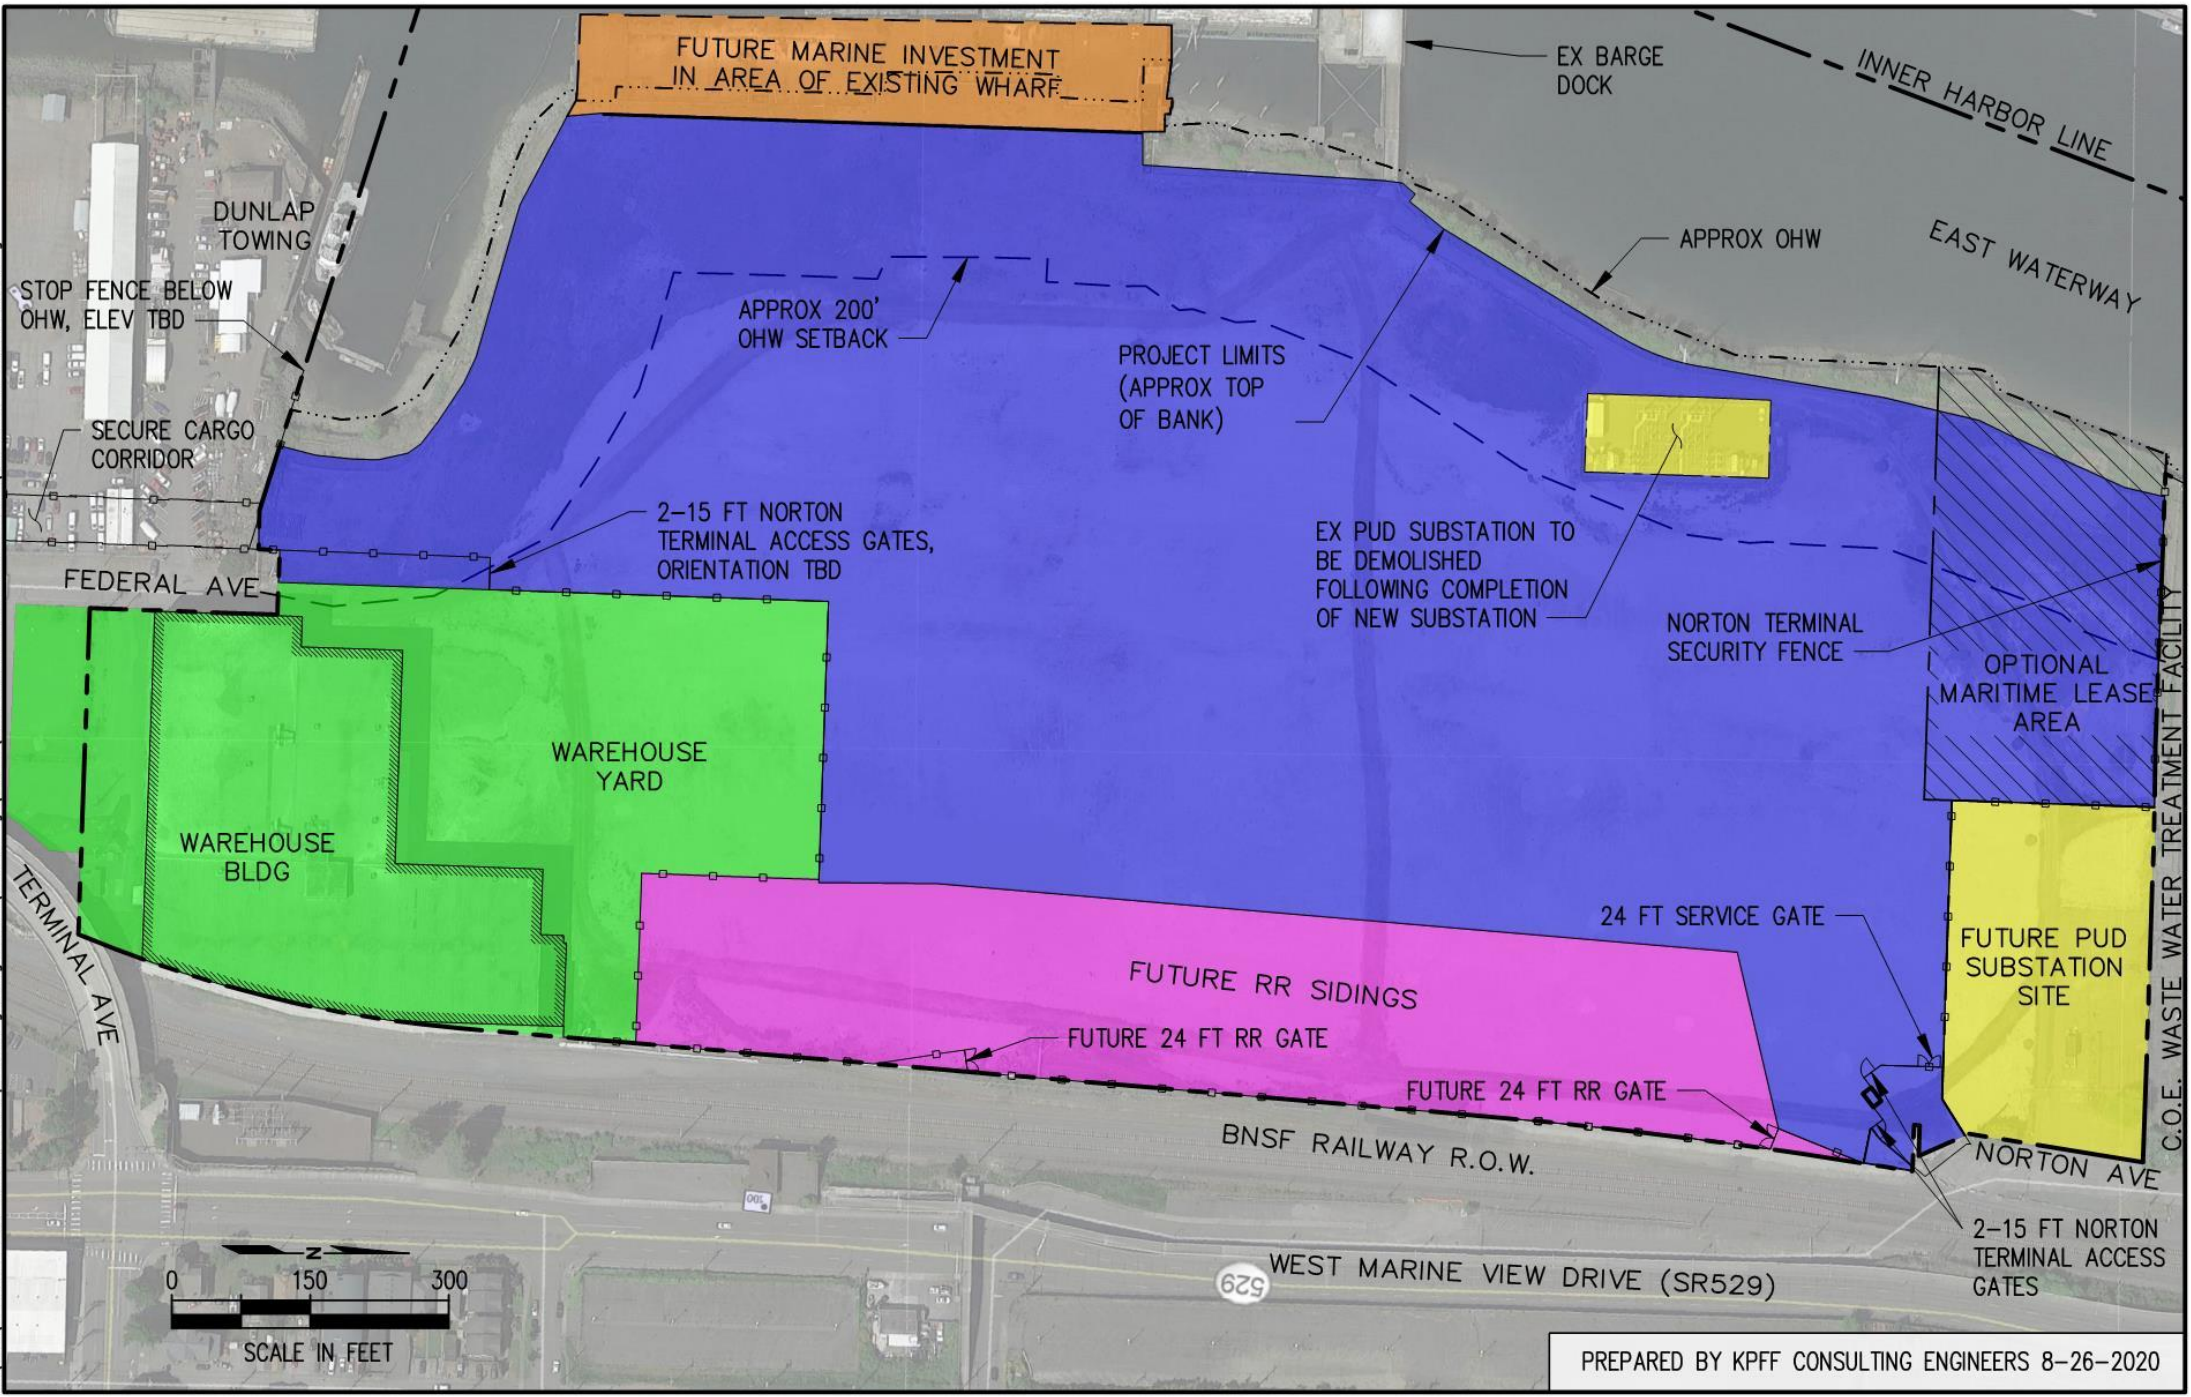 FUTURE MARINE INVESTMENT
IN AREA OF EXISTING WHARF
EX BARGE
DOCK
INNER HARBOR LINE
DUNLAP
TOWING
APPROX OHW
EAST WATERWAY
STOP FENCE BELOW
OHW, ELEV TBD
APPROX 200'
OHW SETBACK
PROJECT LIMITS
(APPROX TOP
OF BANK)
SECURE CARGO
CORRIDOR
2-15 FT NORTON
TERMINAL ACCESS GATES,
ORIENTATION TBD
EX PUD SUBSTATION TO
BE DEMOLISHED
FOLLOWING COMPLETION
OF NEW SUBSTATION
FEDERAL AVE
NORTON TERMINAL
SECURITY FENCE
OPTIONAL
MARITIME LEASE
AREA
C.O.E. WASTE WATER TREATMENT FACILITY
WAREHOUSE
YARD
WAREHOUSE
BLDG
TERMINAL AVE
24 FT SERVICE GATE
FUTURE PUD
SUBSTATION
SITE
FUTURE RR SIDINGS
FUTURE 24 FT RR GATE
FUTURE 24 FT RR GATE
BNSF RAILWAY R.O.W.
NORTON AVE
2-15 FT NORTON
TERMINAL ACCESS
GATES
N
0 150 300
SCALE IN FEET
529
WEST MARINE VIEW DRIVE (SR529)
PREPARED BY KPFF CONSULTING ENGINEERS 8-26-2020